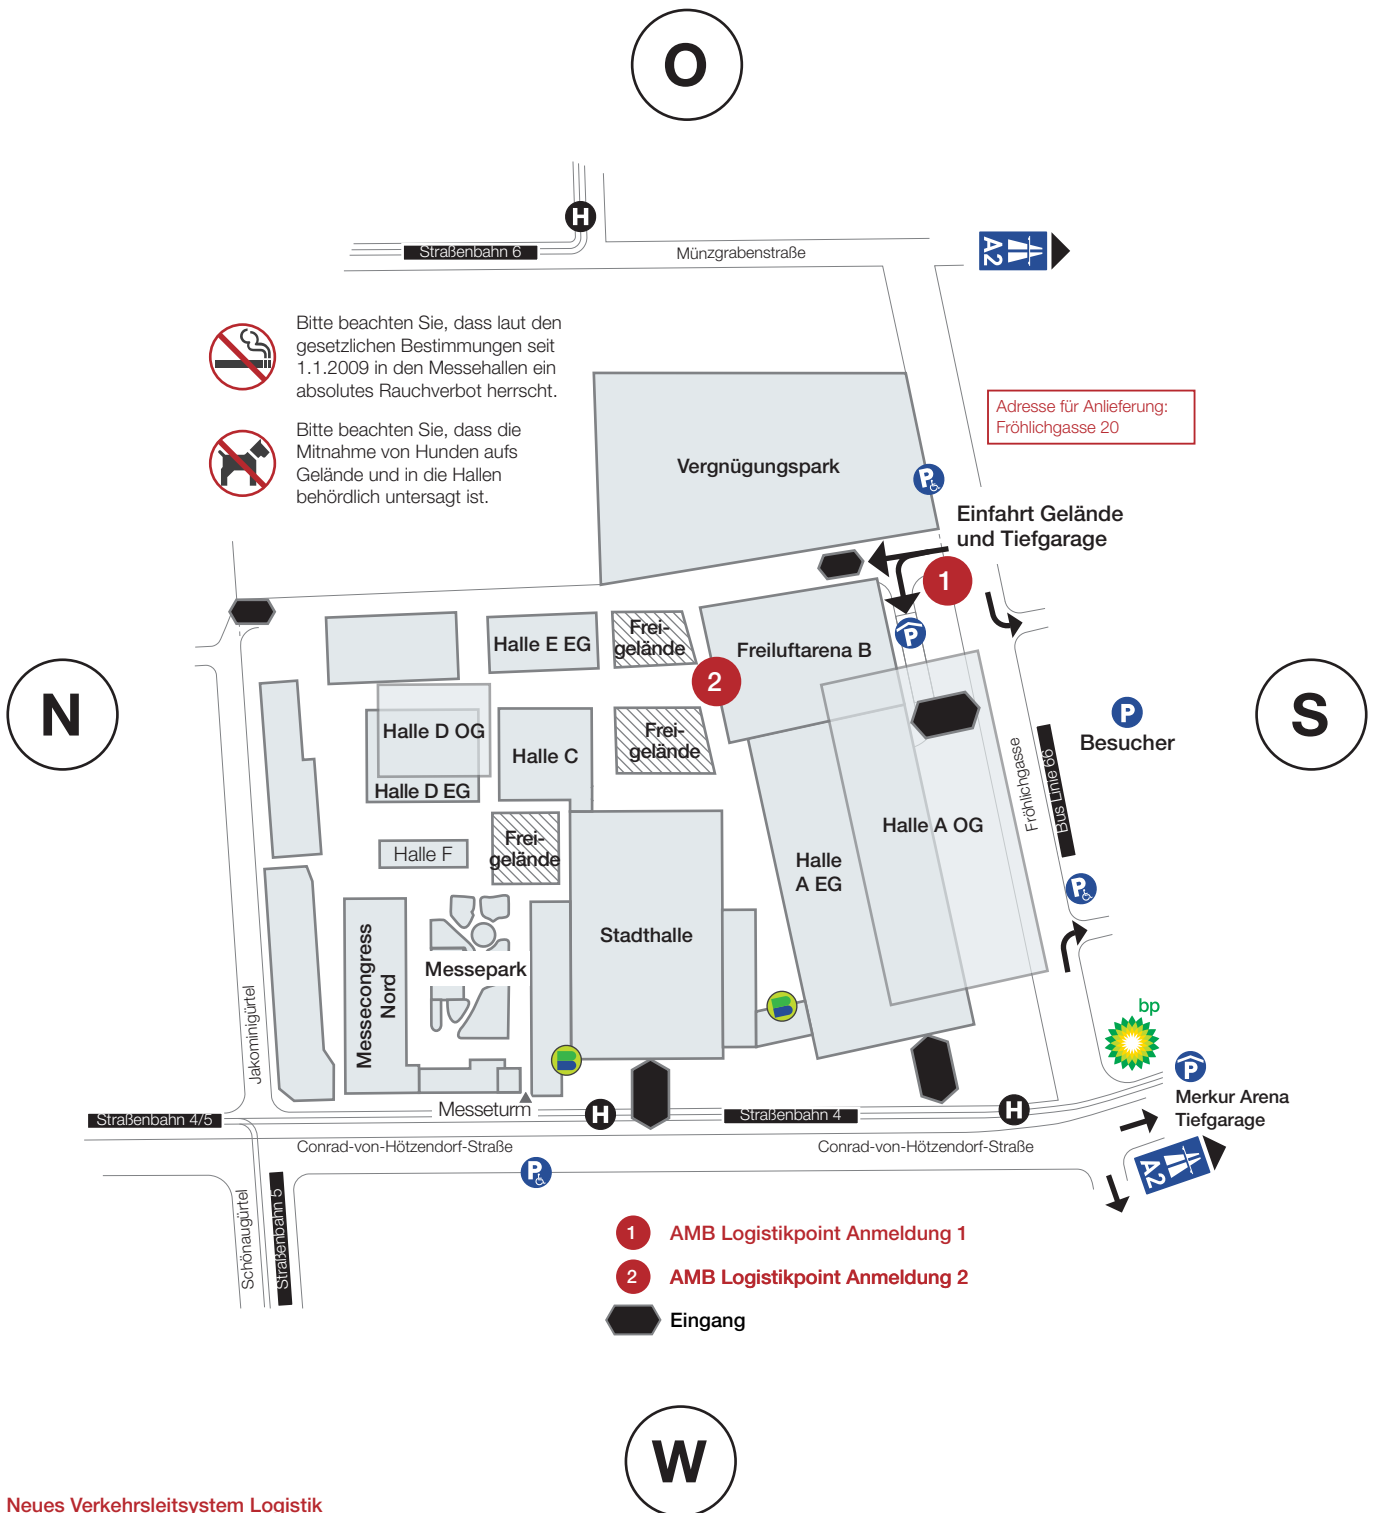 O
H
Straßenbahn 6
Münzgrabenstraße
A2
Bitte beachten Sie, dass laut den
gesetzlichen Bestimmungen seit
1.1.2009 in den Messehallen ein
absolutes Rauchverbot herrscht.
Bitte beachten Sie, dass die
Mitnahme von Hunden aufs
Gelände und in die Hallen
behördlich untersagt ist.
Adresse für Anlieferung:
Fröhlichgasse 20
Vergnügungspark
P
Einfahrt Gelände
und Tiefgarage
1
P
Halle E EG
Frei-
gelände
Freiluftarena B
2
N
S
Halle D OG
Halle C
Frei-
gelände
P
Besucher
Halle D EG
Fröhlichgasse
Bus Linie 66
Halle F
Frei-
gelände
Halle A OG
Halle
A EG
P
Stadthalle
Messecongress
Nord
Messepark
Jakominigürtel
bp
P
Merkur Arena
Tiefgarage
Messeturm
H
Straßenbahn 4
H
Straßenbahn 4/5
Conrad-von-Hötzendorf-Straße
Conrad-von-Hötzendorf-Straße
A2
P
Schönaugürtel
Straßenbahn 5
1 AMB Logistikpoint Anmeldung 1
2 AMB Logistikpoint Anmeldung 2
Eingang
W
Neues Verkehrsleitsystem Logistik